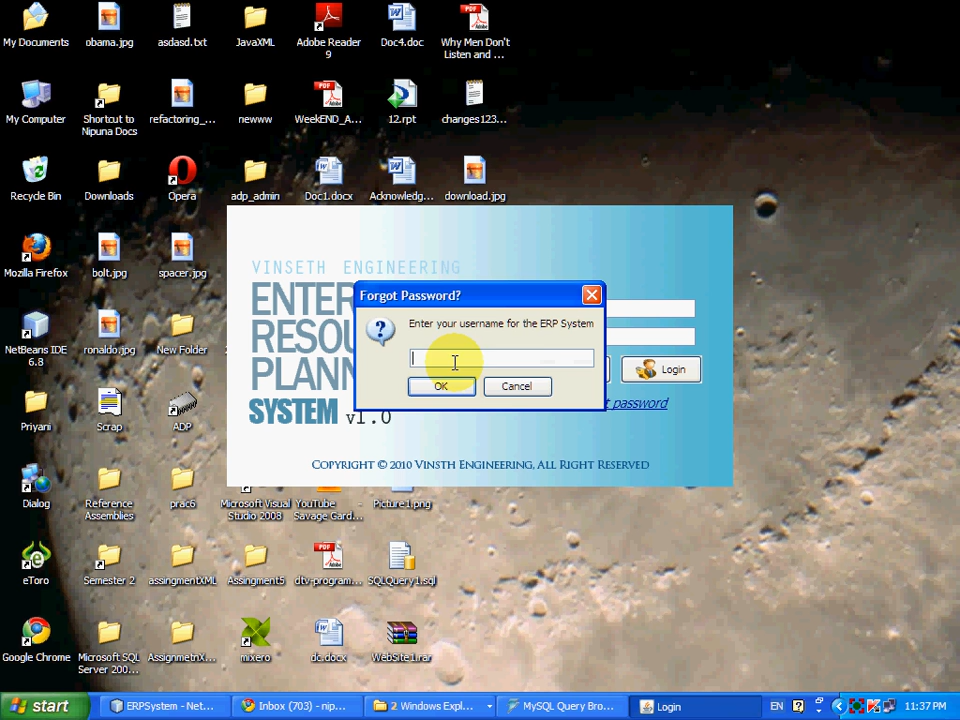 My Documents
obama.jpg
asdasd.txt
JavaXML
Adobe Reader
9
Doc4.doc
Why Men Don't
Listen and ...
My Computer
Shortcut to
Nipuna Docs
refactoring_...
newww
WeekEND_A...
12.rpt
changes123...
Recycle Bin
Downloads
Opera
adp_admin
Doc1.docx
Acknowledg...
download.jpg
Mozilla Firefox
bolt.jpg
spacer.jpg
VINSETH ENGINEERING
ENTER
RESOU
PLANN
SYSTEM v1.0
Forgot Password?
Enter your username for the ERP System
OK
Cancel
Login
password
Copyright © 2010 Vinsth Engineering, All Right Reserved
NetBeans IDE
6.8
ronaldo.jpg
New Folder
Priyani
Scrap
ADP
Dialog
Reference
Assemblies
prac6
Microsoft Visual
Studio 2008
YouTube -
Savage Gard...
Picture1.png
eToro
Semester 2
assingmentXML
Assingment5
dtv-program...
SQLQuery1.sql
Google Chrome
Microsoft SQL
Server 200...
AssignmetnX...
mixero
dc.docx
WebSite1.rar
start
ERPSystem - Net...
Inbox (703) - nip...
2 Windows Expl...
MySQL Query Bro...
Login
EN
11:37 PM